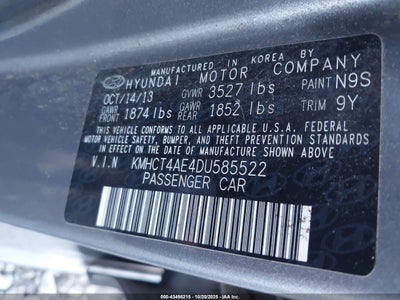 MANUFACTURED IN KOREA BY
HYUNDAI MOTOR COMPANY
OCT/14/13 GVWR 3527 lbs PAINT N9S
GAWR FRONT 1874 lbs GAWR REAR 1852 lbs TRIM 9Y
THIS CONFORMS TO ALL APPLICABLE U.S.A. FEDERAL
MOTOR VEHICLE SAFETY, BUMPER, AND THEFT PREVENTION STANDARDS
IN EFFECT ON THE DATE OF MANUFACTURE SHOWN ABOVE.
V.I.N KMHCT4AE4DU585522
PASSENGER CAR
000-43498215 - 10/20/2025 - IAA, Inc.